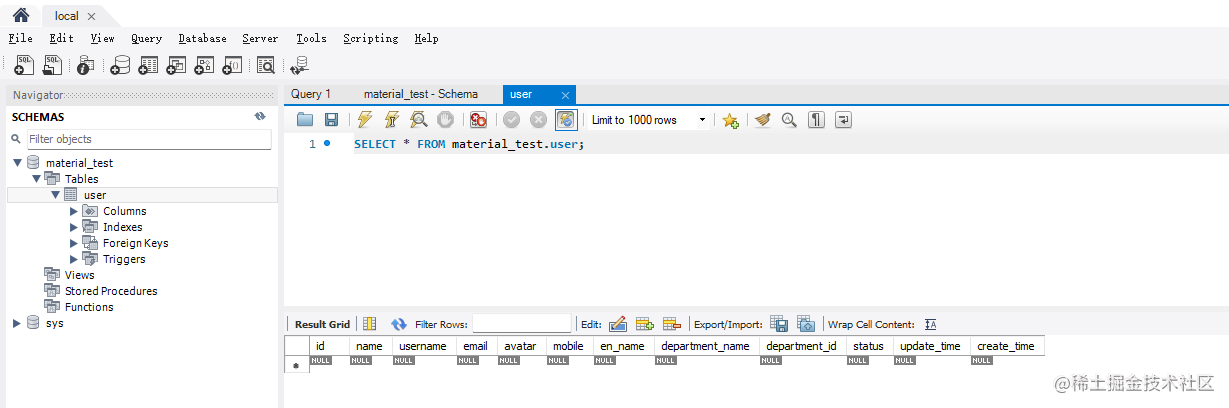 local
File Edit View Query Database Server Tools Scripting Help
SQL SQL
Navigator
SCHEMAS
Filter objects
material_test
Tables
user
Columns
Indexes
Foreign Keys
Triggers
Views
Stored Procedures
Functions
sys
Query 1 material_test - Schema user
Limit to 1000 rows
1 SELECT * FROM material_test.user;
Result Grid Filter Rows: Edit: Export/Import: Wrap Cell Content:
id name username email avatar mobile en_name department_name department_id status update_time create_time
* NULL NULL NULL NULL NULL NULL NULL NULL NULL NULL NULL NULL
@稀土掘金技术社区